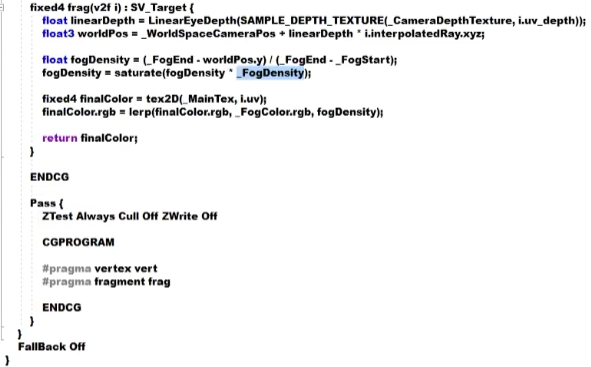 fixed4 frag(v2f i) : SV_Target {
float linearDepth = LinearEyeDepth(SAMPLE_DEPTH_TEXTURE(_CameraDepthTexture, i.uv_depth));
float3 worldPos = _WorldSpaceCameraPos + linearDepth * i.interpolatedRay.xyz;
float fogDensity = (_FogEnd - worldPos.y) / (_FogEnd - _FogStart);
fogDensity = saturate(fogDensity * _FogDensity);
fixed4 finalColor = tex2D(_MainTex, i.uv);
finalColor.rgb = lerp(finalColor.rgb, _FogColor.rgb, fogDensity);
return finalColor;
}
ENDCG
Pass {
ZTest Always Cull Off ZWrite Off
CGPROGRAM
#pragma vertex vert
#pragma fragment frag
ENDCG
}
}
FallBack Off
}